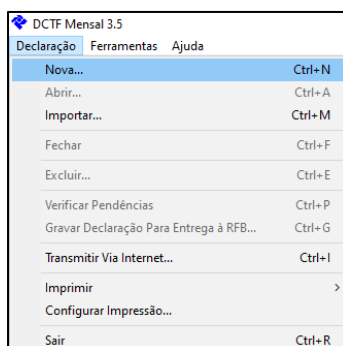 DCTF Mensal 3.5
Declaração Ferramentas Ajuda
Nova... Ctrl+N
Abrir... Ctrl+A
Importar... Ctrl+M
Fechar Ctrl+F
Excluir... Ctrl+E
Verificar Pendências Ctrl+P
Gravar Declaração Para Entrega à RFB... Ctrl+G
Transmitir Via Internet... Ctrl+I
Imprimir >
Configurar Impressão...
Sair Ctrl+R